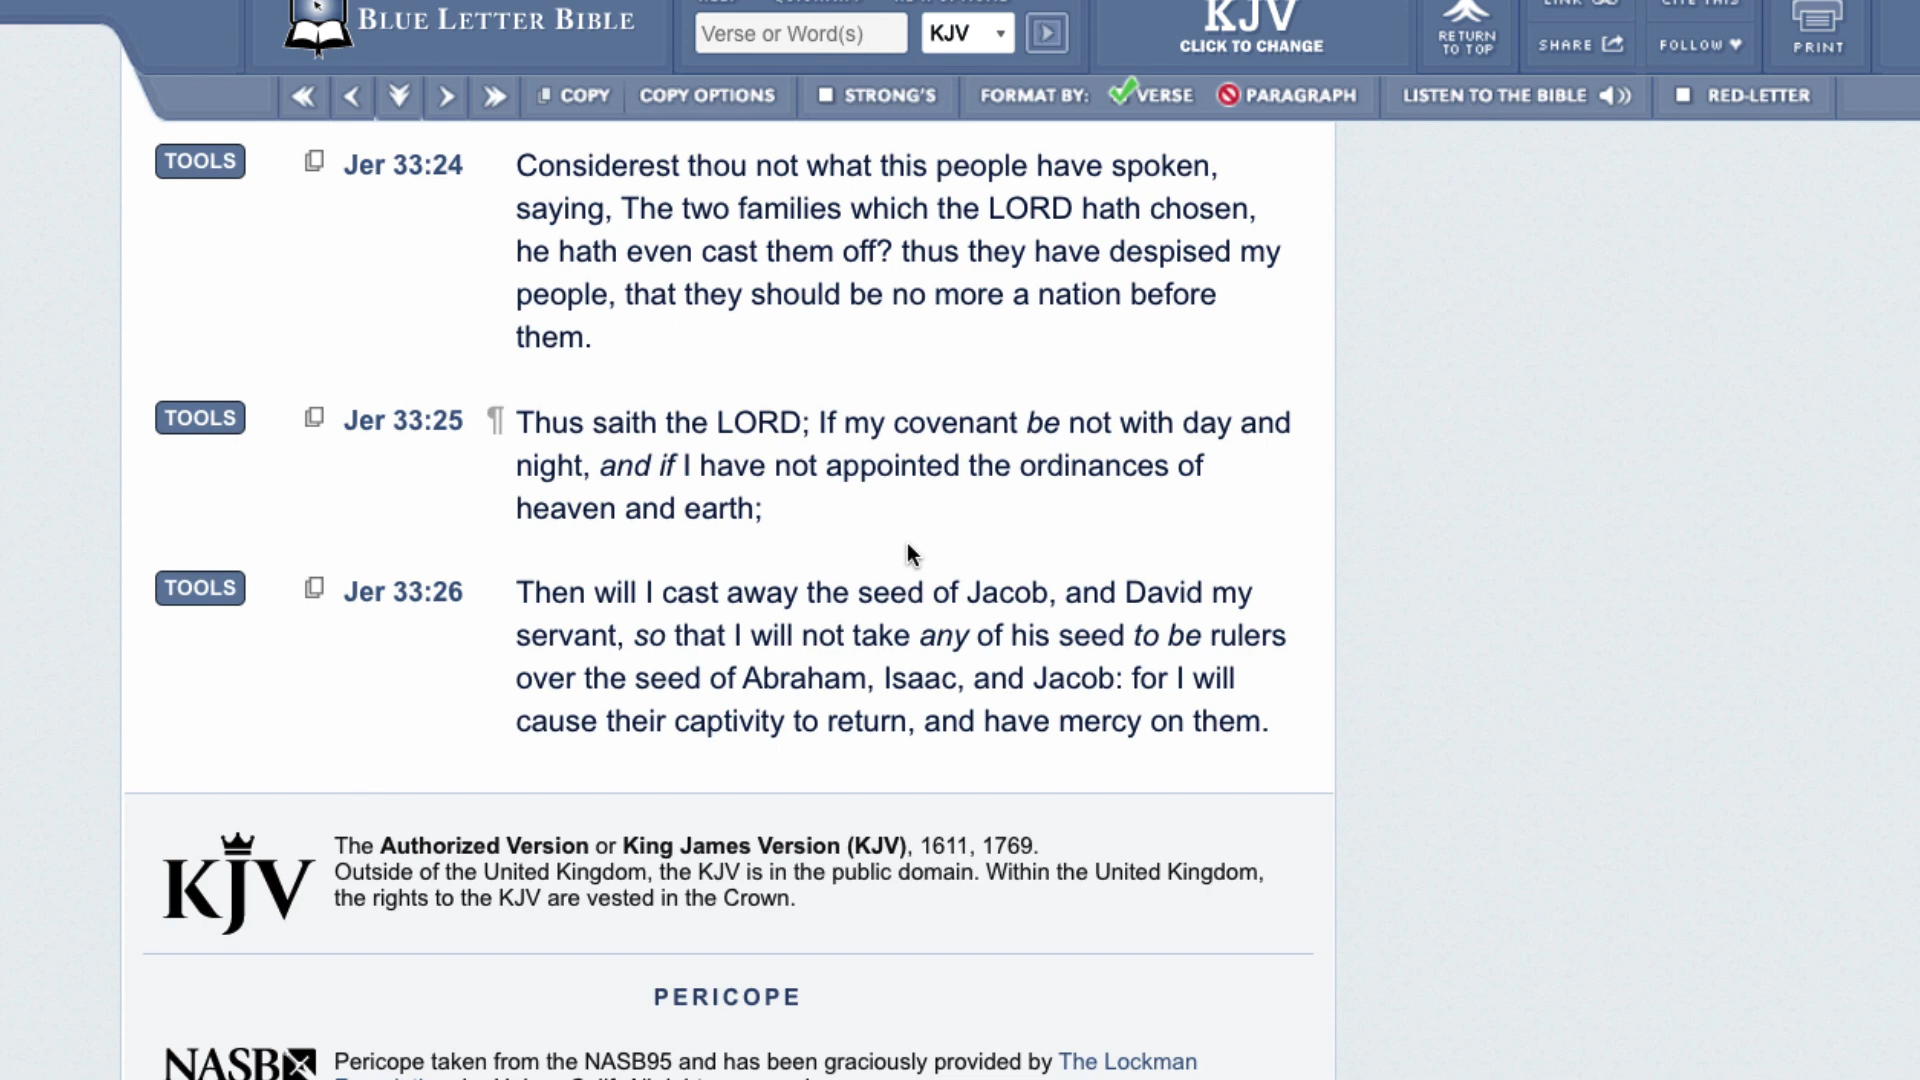 BLUE LETTER BIBLE
Verse or Word(s)
KJV
KJV
CLICK TO CHANGE
RETURN
TO TOP
SHARE
CITE THIS
FOLLOW
PRINT
COPY
COPY OPTIONS
STRONG'S
FORMAT BY:
VERSE
PARAGRAPH
LISTEN TO THE BIBLE
RED-LETTER
TOOLS
Jer 33:24
Considerest thou not what this people have spoken,
saying, The two families which the LORD hath chosen,
he hath even cast them off? thus they have despised my
people, that they should be no more a nation before
them.
TOOLS
Jer 33:25
¶ Thus saith the LORD; If my covenant be not with day and
night, and if I have not appointed the ordinances of
heaven and earth;
TOOLS
Jer 33:26
Then will I cast away the seed of Jacob, and David my
servant, so that I will not take any of his seed to be rulers
over the seed of Abraham, Isaac, and Jacob: for I will
cause their captivity to return, and have mercy on them.
KJV
The Authorized Version or King James Version (KJV), 1611, 1769.
Outside of the United Kingdom, the KJV is in the public domain. Within the United Kingdom,
the rights to the KJV are vested in the Crown.
PERICOPE
NASB
Pericope taken from the NASB95 and has been graciously provided by The Lockman